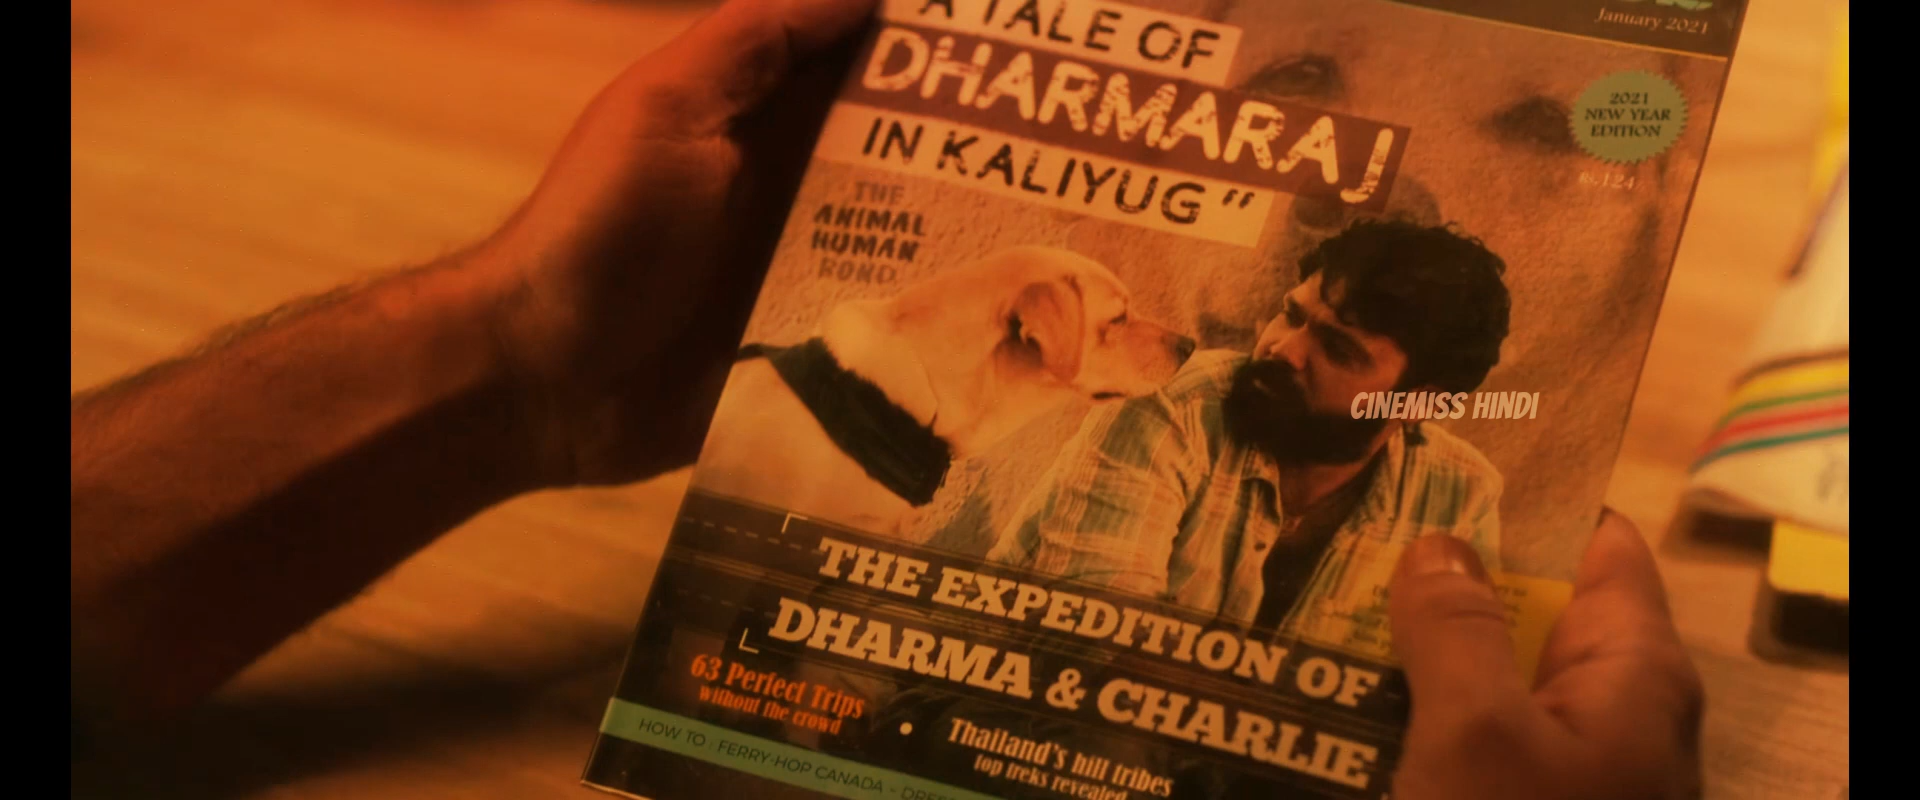 January 2021
"A TALE OF
DHARMARAJ
IN KALIYUG"
2021
NEW YEAR
EDITION
Rs.124/-
THE
ANIMAL
HUMAN
BOND
CINEMISS HINDI
THE EXPEDITION OF
DHARMA & CHARLIE
63 Perfect Trips
without the crowd
Thailand's hill tribes
top treks revealed
HOW TO : FERRY-HOP CANADA -